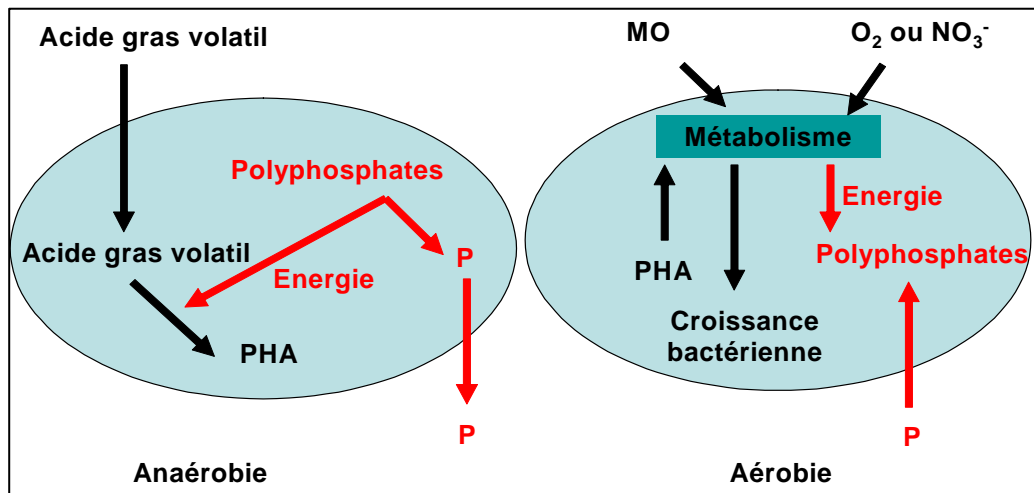 Acide gras volatil
Polyphosphates
Acide gras volatil
Energie
P
PHA
P
Anaérobie
MO
O₂ ou NO₃⁻
Métabolisme
Energie
PHA
Polyphosphates
Croissance
bactérienne
P
Aérobie